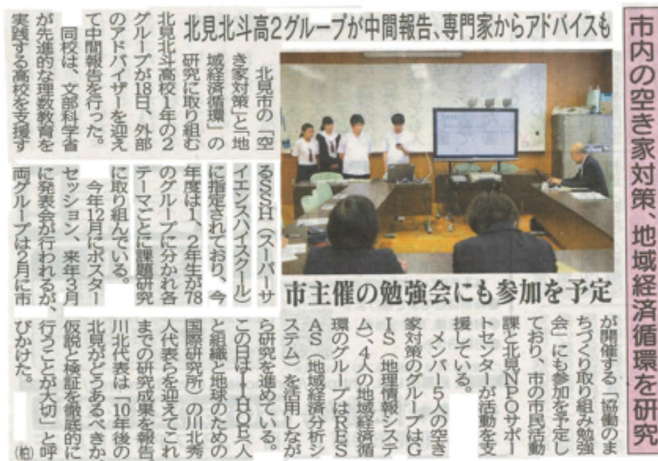 市内の空き家対策、地域経済循環を研究
北見北斗高2グループが中間報告、専門家からアドバイスも
北見市の「空
き家対策」と「地
域経済循環」の
研究に取り組む
北見北斗高校1年の2
グループが18日、外部
のアドバイザーを迎え
て中間報告を行った。
同校は、文部科学省
が先進的な理数教育を
実践する高校を支援す
るSSH(スーパーサ
イエンスハイスクール)
に指定されており、今
年度は1、2年生が78
のグループに分かれ各
テーマごとに課題研究
に取り組んでいる。
今年12月にポスター
セッション、来年3月
に発表会が行われるが、
両グループは2月に市
市主催の勉強会にも参加を予定
が開催する「協働のま
ちづくり取り組み勉強
会」にも参加を予定し
ており、市の市民活動
課と北見NPOサポー
トセンターが活動を支
援している。
メンバー5人の空き
家対策のグループはG
IS(地理情報システ
ム)、4人の地域経済循
環のグループはRES
AS(地域経済分析シ
ステム)を活用しなが
ら研究を進めている。
この日はIIHOE「人
と組織と地球のための
国際研究所」の川北秀
人代表らを迎えてこれ
までの研究成果を報告。
川北代表は「10年後の
北見がどうあるべきか、
仮説と検証を徹底的に
行うことが大切」と呼
びかけた。
(柏)